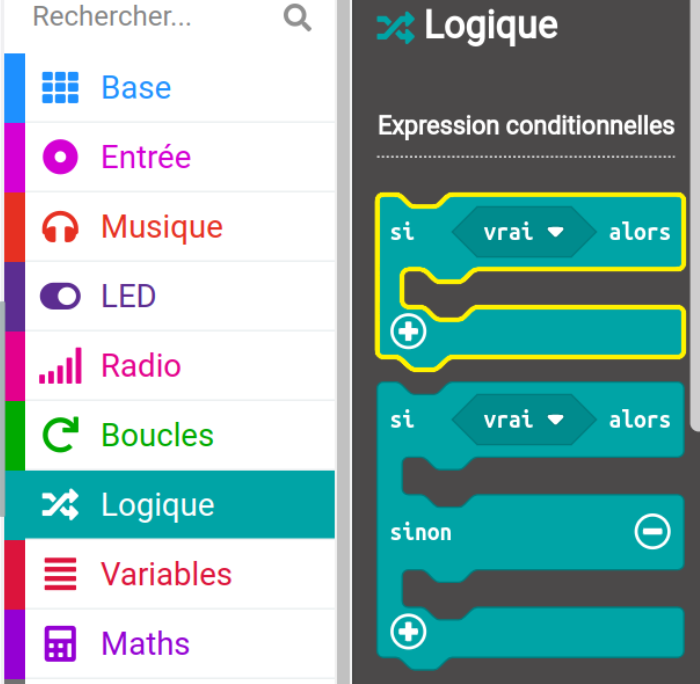 Rechercher...
Base
Entrée
Musique
LED
Radio
Boucles
Logique
Variables
Maths
Logique
Expression conditionnelles
si vrai alors
si vrai alors
sinon